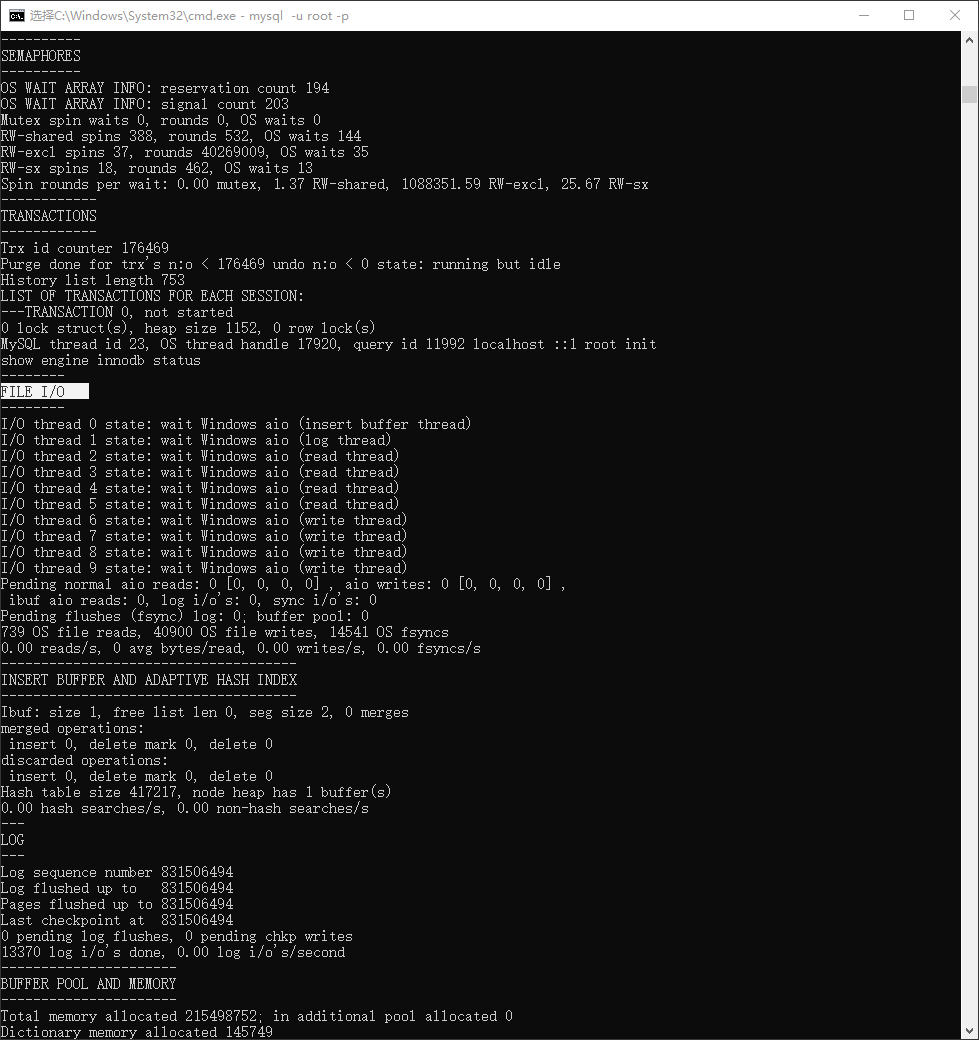 选择C:\Windows\System32\cmd.exe - mysql -u root -p
----------
SEMAPHORES
----------
OS WAIT ARRAY INFO: reservation count 194
OS WAIT ARRAY INFO: signal count 203
Mutex spin waits 0, rounds 0, OS waits 0
RW-shared spins 388, rounds 532, OS waits 144
RW-excl spins 37, rounds 40269009, OS waits 35
RW-sx spins 18, rounds 462, OS waits 13
Spin rounds per wait: 0.00 mutex, 1.37 RW-shared, 1088351.59 RW-excl, 25.67 RW-sx
------------
TRANSACTIONS
------------
Trx id counter 176469
Purge done for trx's n:o < 176469 undo n:o < 0 state: running but idle
History list length 753
LIST OF TRANSACTIONS FOR EACH SESSION:
---TRANSACTION 0, not started
0 lock struct(s), heap size 1152, 0 row lock(s)
MySQL thread id 23, OS thread handle 17920, query id 11992 localhost ::1 root init
show engine innodb status
--------
FILE I/O
--------
I/O thread 0 state: wait Windows aio (insert buffer thread)
I/O thread 1 state: wait Windows aio (log thread)
I/O thread 2 state: wait Windows aio (read thread)
I/O thread 3 state: wait Windows aio (read thread)
I/O thread 4 state: wait Windows aio (read thread)
I/O thread 5 state: wait Windows aio (read thread)
I/O thread 6 state: wait Windows aio (write thread)
I/O thread 7 state: wait Windows aio (write thread)
I/O thread 8 state: wait Windows aio (write thread)
I/O thread 9 state: wait Windows aio (write thread)
Pending normal aio reads: 0 [0, 0, 0, 0] , aio writes: 0 [0, 0, 0, 0] ,
 ibuf aio reads: 0, log i/o's: 0, sync i/o's: 0
Pending flushes (fsync) log: 0; buffer pool: 0
739 OS file reads, 40900 OS file writes, 14541 OS fsyncs
0.00 reads/s, 0 avg bytes/read, 0.00 writes/s, 0.00 fsyncs/s
-------------------------------------
INSERT BUFFER AND ADAPTIVE HASH INDEX
-------------------------------------
Ibuf: size 1, free list len 0, seg size 2, 0 merges
merged operations:
 insert 0, delete mark 0, delete 0
discarded operations:
 insert 0, delete mark 0, delete 0
Hash table size 417217, node heap has 1 buffer(s)
0.00 hash searches/s, 0.00 non-hash searches/s
---
LOG
---
Log sequence number 831506494
Log flushed up to   831506494
Pages flushed up to 831506494
Last checkpoint at  831506494
0 pending log flushes, 0 pending chkp writes
13370 log i/o's done, 0.00 log i/o's/second
----------------------
BUFFER POOL AND MEMORY
----------------------
Total memory allocated 215498752; in additional pool allocated 0
Dictionary memory allocated 145749